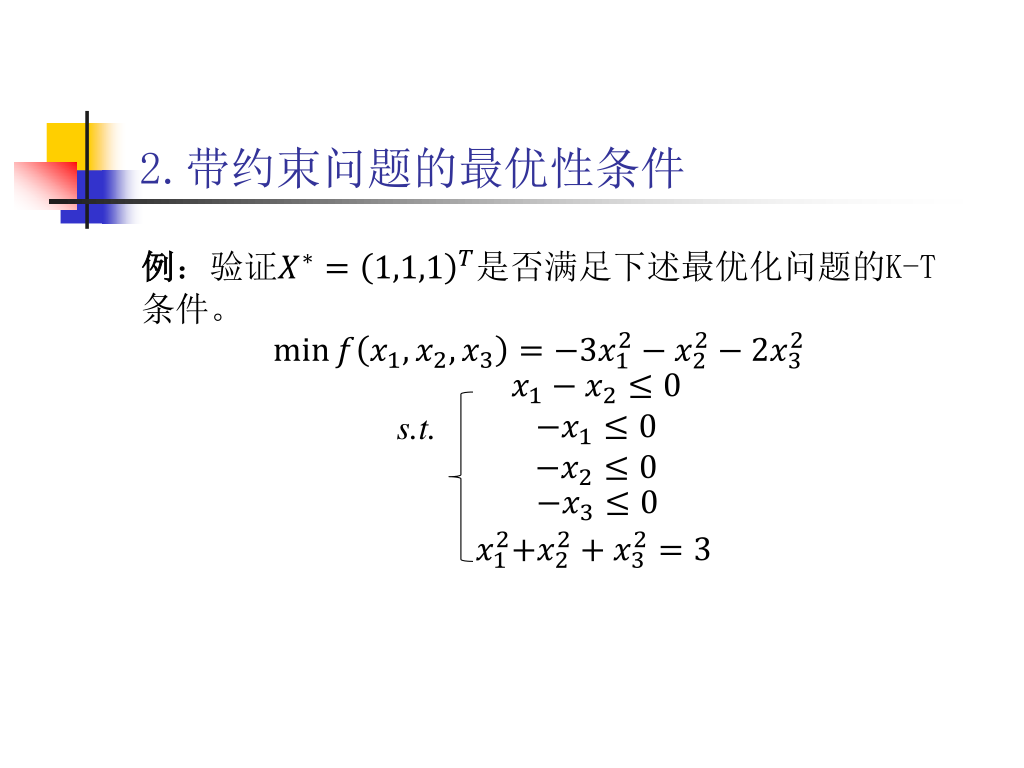 2.带约束问题的最优性条件
例：验证𝑋* = (1,1,1)ᵀ是否满足下述最优化问题的K-T
条件。
min 𝑓(𝑥₁, 𝑥₂, 𝑥₃) = −3𝑥₁² − 𝑥₂² − 2𝑥₃²
𝑥₁ − 𝑥₂ ≤ 0
s.t.
−𝑥₁ ≤ 0
−𝑥₂ ≤ 0
−𝑥₃ ≤ 0
𝑥₁²+𝑥₂² + 𝑥₃² = 3